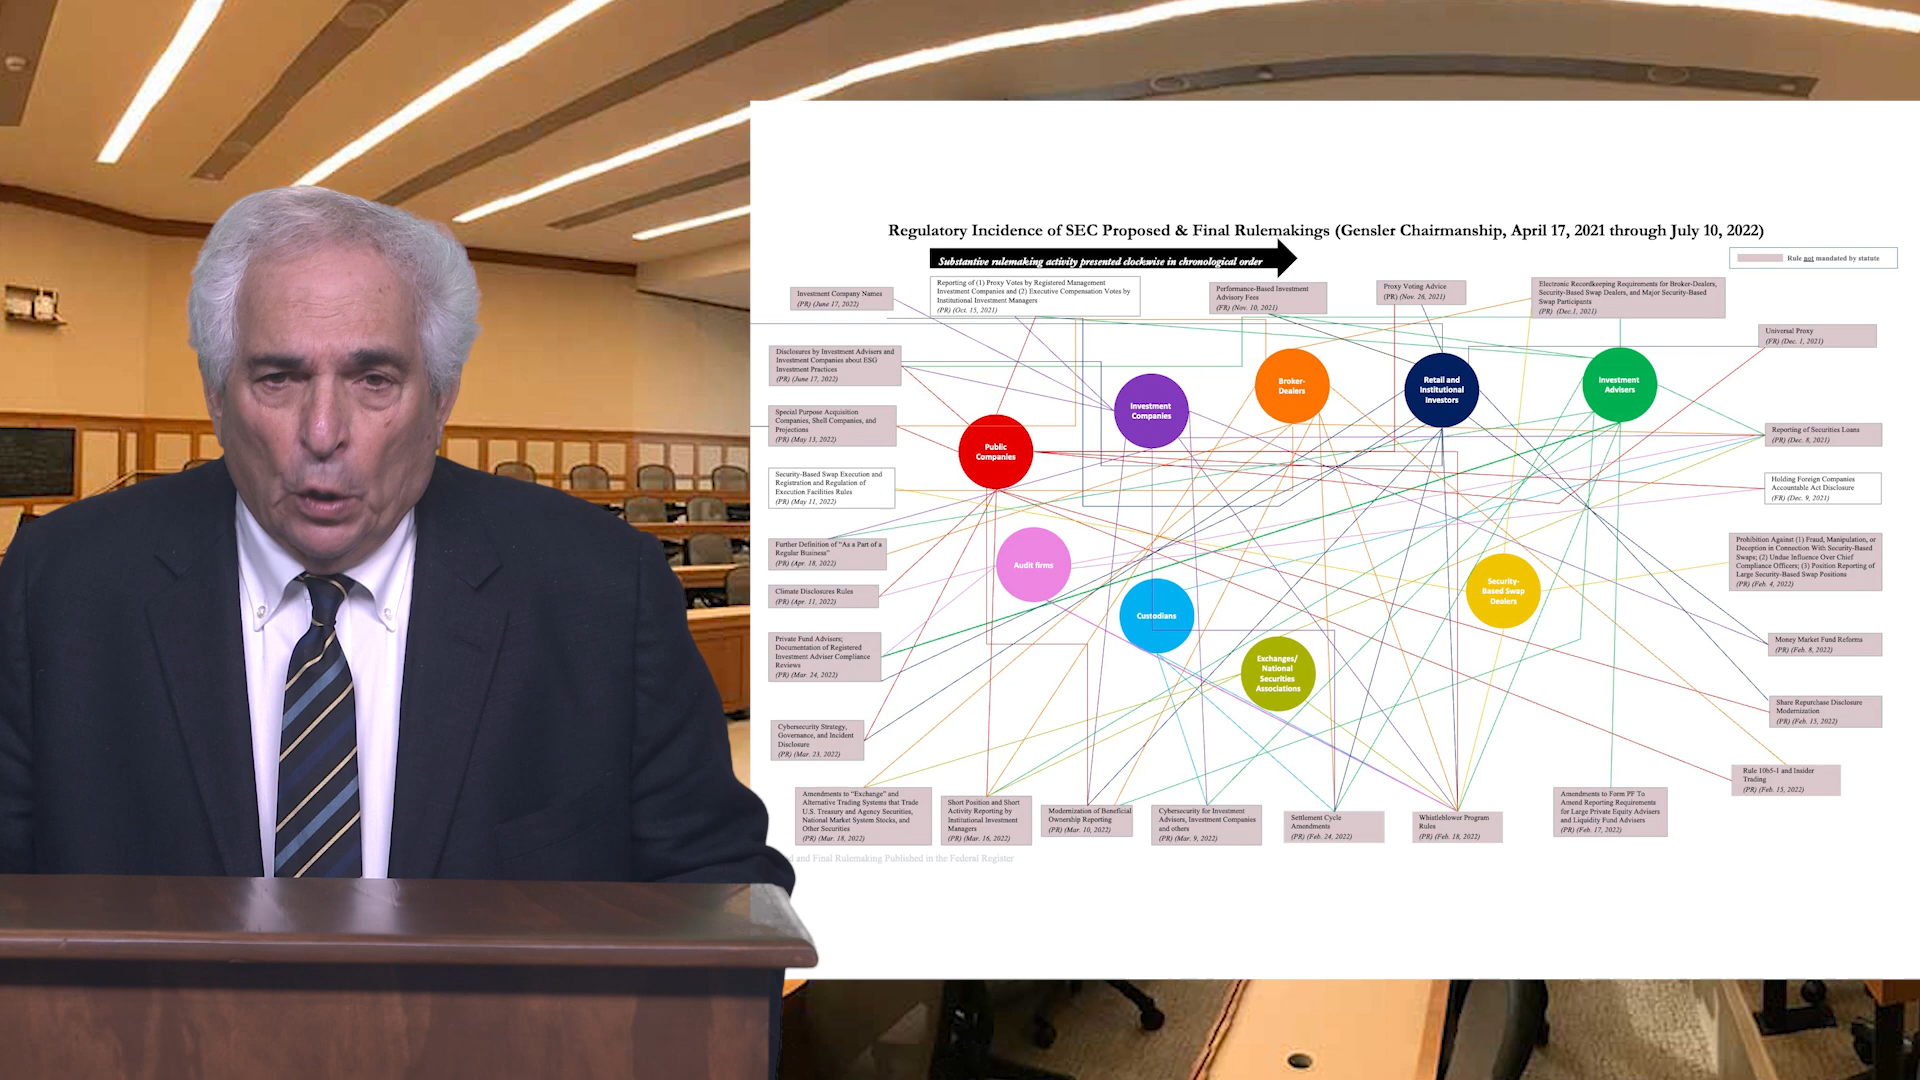 Regulatory Incidence of SEC Proposed & Final Rulemakings (Gensler Chairmanship, April 17, 2021 through July 10, 2022)
Substantive rulemaking activity presented clockwise in chronological order
Rule not mandated by statute
Investment Company Names
(PR) (June 17, 2022)
Reporting of (1) Proxy Votes by Registered Management
Investment Companies and (2) Executive Compensation Votes by
Institutional Investment Managers
(PR) (Oct. 15, 2021)
Performance-Based Investment
Advisory Fees
(FR) (Nov. 10, 2021)
Proxy Voting Advice
(PR) (Nov. 26, 2021)
Electronic Recordkeeping Requirements for Broker-Dealers,
Security-Based Swap Dealers, and Major Security-Based
Swap Participants
(PR) (Dec.1, 2021)
Universal Proxy
(FR) (Dec. 1, 2021)
Disclosures by Investment Advisers and
Investment Companies about ESG
Investment Practices
(PR) (June 17, 2022)
Special Purpose Acquisition
Companies, Shell Companies, and
Projections
(PR) (May 13, 2022)
Security-Based Swap Execution and
Registration and Regulation of
Execution Facilities Rules
(PR) (May 11, 2022)
Further Definition of "As a Part of a
Regular Business"
(PR) (Apr. 18, 2022)
Climate Disclosures Rules
(PR) (Apr. 11, 2022)
Private Fund Advisers;
Documentation of Registered
Investment Adviser Compliance
Reviews
(PR) (Mar. 24, 2022)
Cybersecurity Strategy,
Governance, and Incident
Disclosure
(PR) (Mar. 23, 2022)
Public
Companies
Investment
Companies
Broker-
Dealers
Retail and
Institutional
Investors
Investment
Advisers
Audit firms
Custodians
Exchanges/
National
Securities
Associations
Security-
Based Swap
Dealers
Reporting of Securities Loans
(PR) (Dec. 8, 2021)
Holding Foreign Companies
Accountable Act Disclosure
(FR) (Dec. 9, 2021)
Prohibition Against (1) Fraud, Manipulation, or
Deception in Connection With Security-Based
Swaps; (2) Undue Influence Over Chief
Compliance Officers; (3) Position Reporting of
Large Security-Based Swap Positions
(PR) (Feb. 4, 2022)
Money Market Fund Reforms
(PR) (Feb. 8, 2022)
Share Repurchase Disclosure
Modernization
(PR) (Feb. 15, 2022)
Rule 10b5-1 and Insider
Trading
(PR) (Feb. 15, 2022)
Amendments to "Exchange" and
Alternative Trading Systems that Trade
U.S. Treasury and Agency Securities,
National Market System Stocks, and
Other Securities
(PR) (Mar. 18, 2022)
Short Position and Short
Activity Reporting by
Institutional Investment
Managers
(PR) (Mar. 16, 2022)
Modernization of Beneficial
Ownership Reporting
(PR) (Mar. 10, 2022)
Cybersecurity for Investment
Advisers, Investment Companies
and others
(PR) (Mar. 9, 2022)
Settlement Cycle
Amendments
(PR) (Feb. 24, 2022)
Whistleblower Program
Rules
(PR) (Feb. 18, 2022)
Amendments to Form PF To
Amend Reporting Requirements
for Large Private Equity Advisers
and Liquidity Fund Advisers
(PR) (Feb. 17, 2022)
and Final Rulemaking Published in the Federal Register